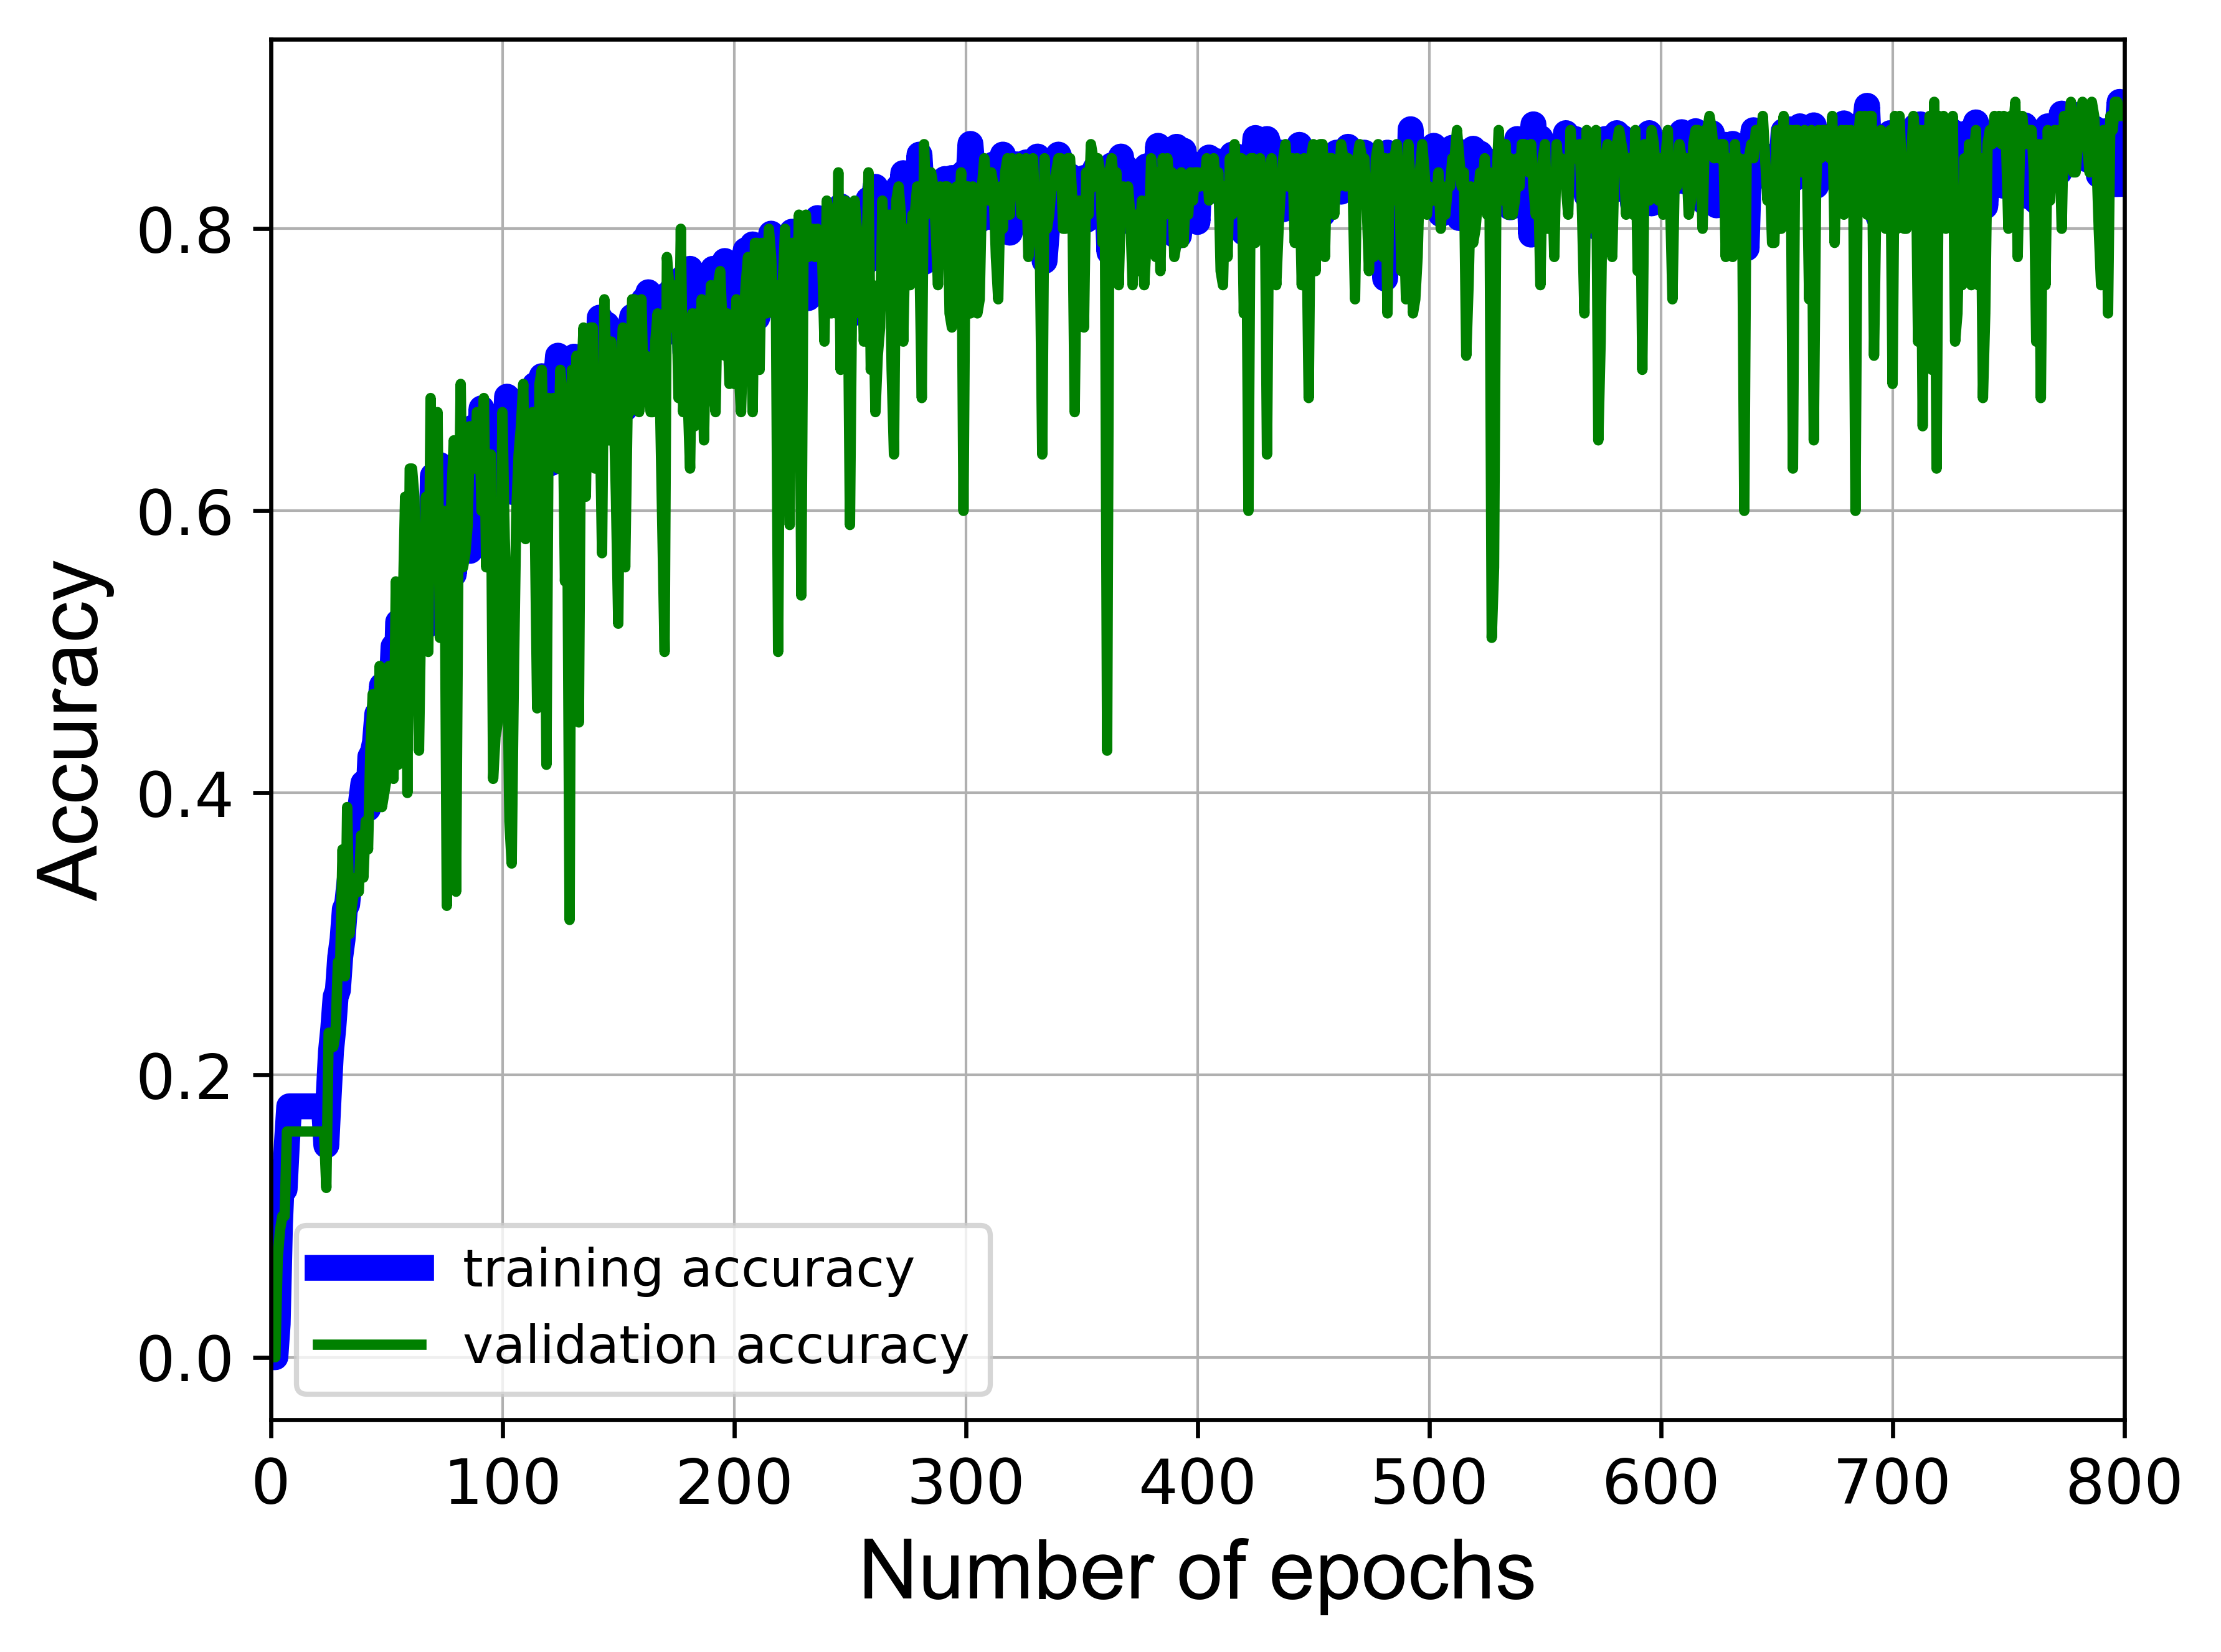 Accuracy
0.8
0.6
0.4
0.2
0.0
training accuracy
validation accuracy
0 100 200 300 400 500 600 700 800
Number of epochs